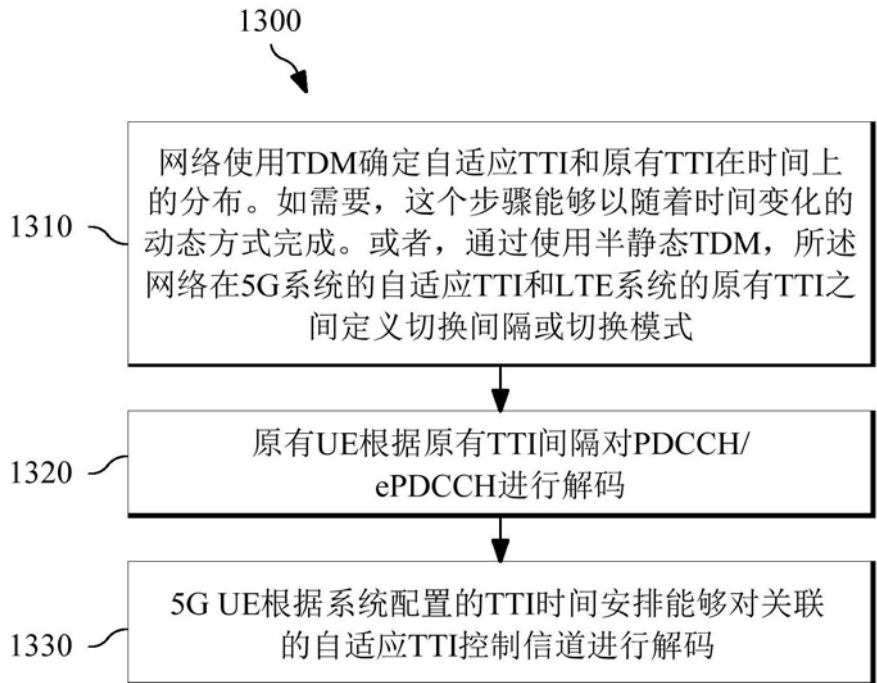 1300
1310
网络使用TDM确定自适应TTI和原有TTI在时间上
的分布。如需要，这个步骤能够以随着时间变化的
动态方式完成。或者，通过使用半静态TDM，所述
网络在5G系统的自适应TTI和LTE系统的原有TTI之
间定义切换间隔或切换模式
1320
原有UE根据原有TTI间隔对PDCCH/
ePDCCH进行解码
1330
5G UE根据系统配置的TTI时间安排能够对关联
的自适应TTI控制信道进行解码